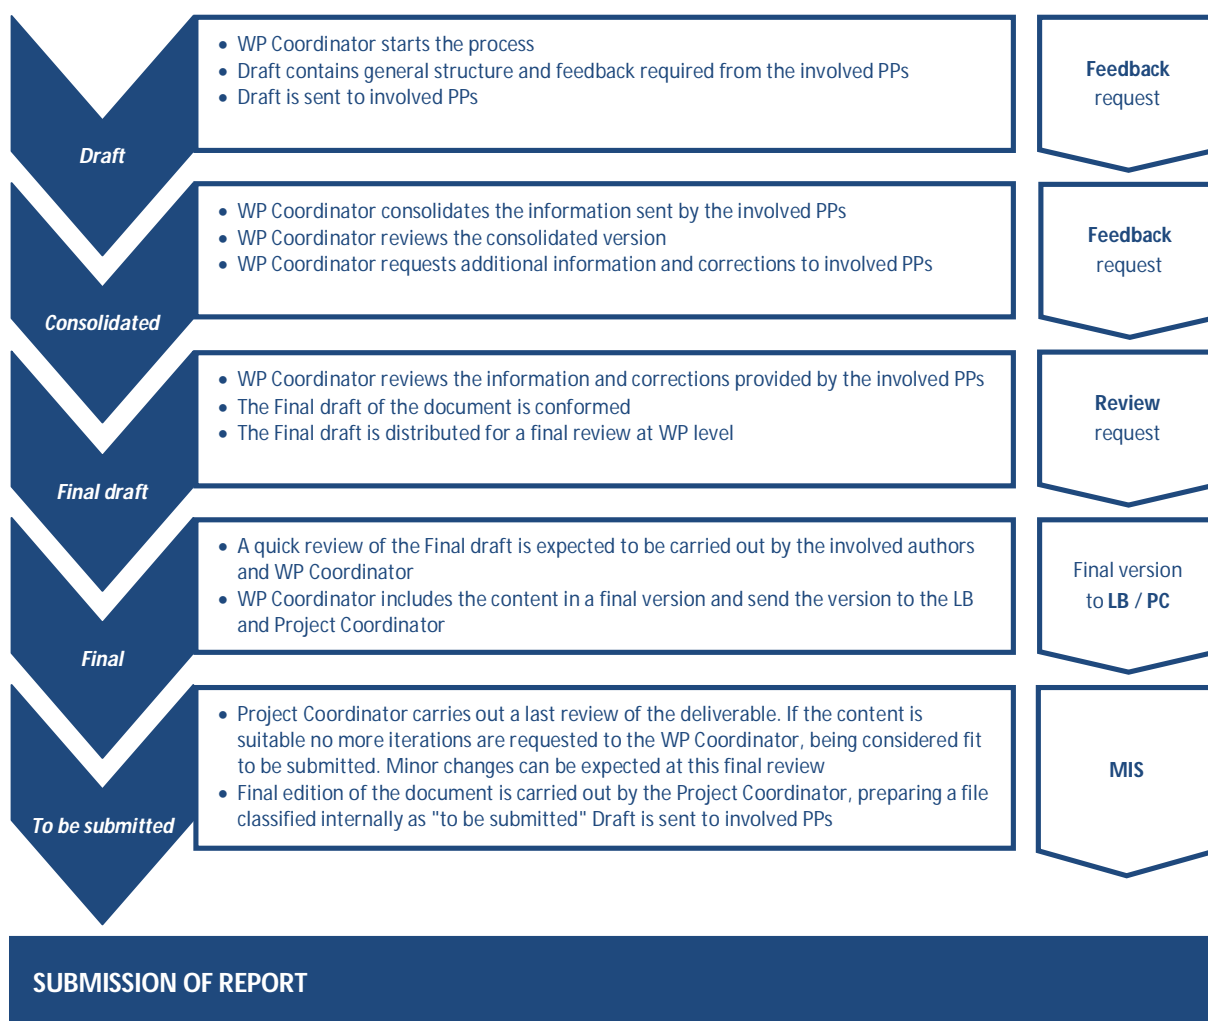 • WP Coordinator starts the process
• Draft contains general structure and feedback required from the involved PPs
• Draft is sent to involved PPs
Draft
Feedback
request
• WP Coordinator consolidates the information sent by the involved PPs
• WP Coordinator reviews the consolidated version
• WP Coordinator requests additional information and corrections to involved PPs
Consolidated
Feedback
request
• WP Coordinator reviews the information and corrections provided by the involved PPs
• The Final draft of the document is conformed
• The Final draft is distributed for a final review at WP level
Final draft
Review
request
• A quick review of the Final draft is expected to be carried out by the involved authors
and WP Coordinator
• WP Coordinator includes the content in a final version and send the version to the LB
and Project Coordinator
Final
Final version
to LB / PC
• Project Coordinator carries out a last review of the deliverable. If the content is
suitable no more iterations are requested to the WP Coordinator, being considered fit
to be submitted. Minor changes can be expected at this final review
• Final edition of the document is carried out by the Project Coordinator, preparing a file
classified internally as "to be submitted" Draft is sent to involved PPs
To be submitted
MIS
SUBMISSION OF REPORT